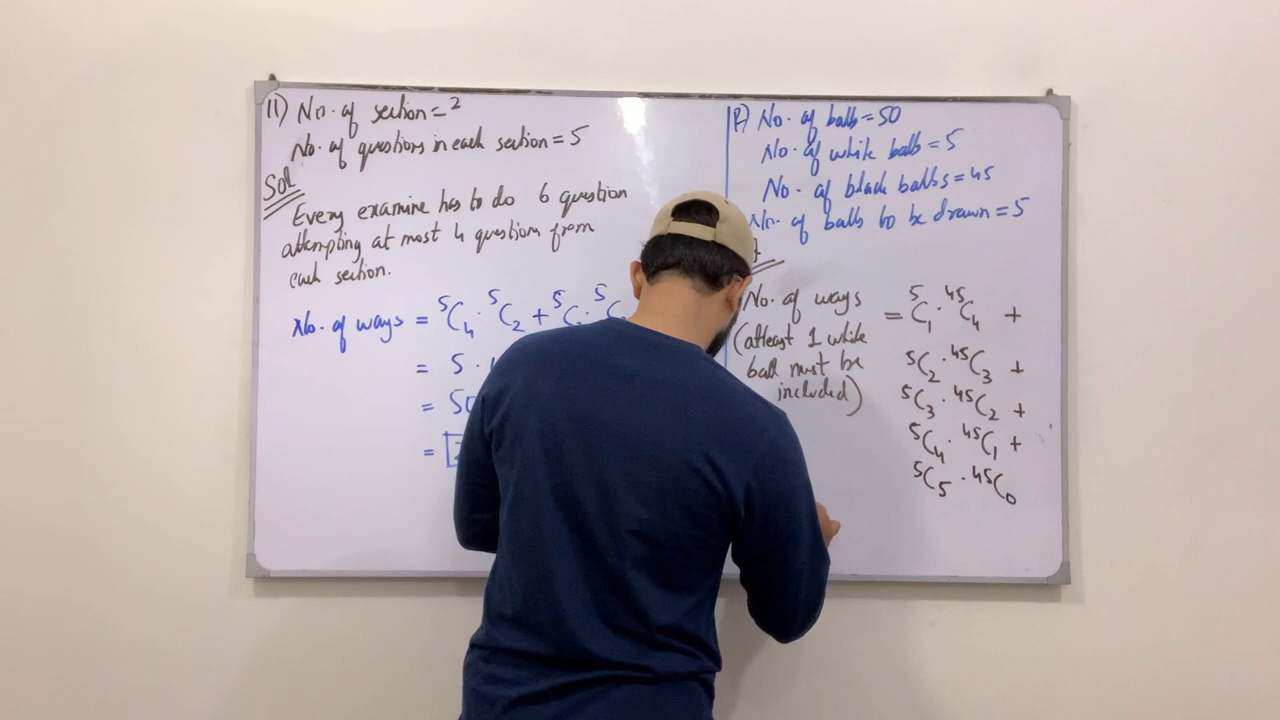 11) No. of section = 2
No. of questions in each section = 5
Sol
Every examine has to do 6 question
attempting at most 4 question from
each section.
No. of ways = ⁵C₄ · ⁵C₂ + ⁵C · ⁵C
= 5 ·
= 50
=
No. of balls = 50
No. of white balls = 5
No. of black balls = 45
No. of balls to be drawn = 5
No. of ways = ⁵C₁ · ⁴⁵C₄ +
(atleast 1 white
ball must be
included)
⁵C₂ · ⁴⁵C₃ +
⁵C₃ · ⁴⁵C₂ +
⁵C₄ · ⁴⁵C₁ +
⁵C₅ · ⁴⁵C₀